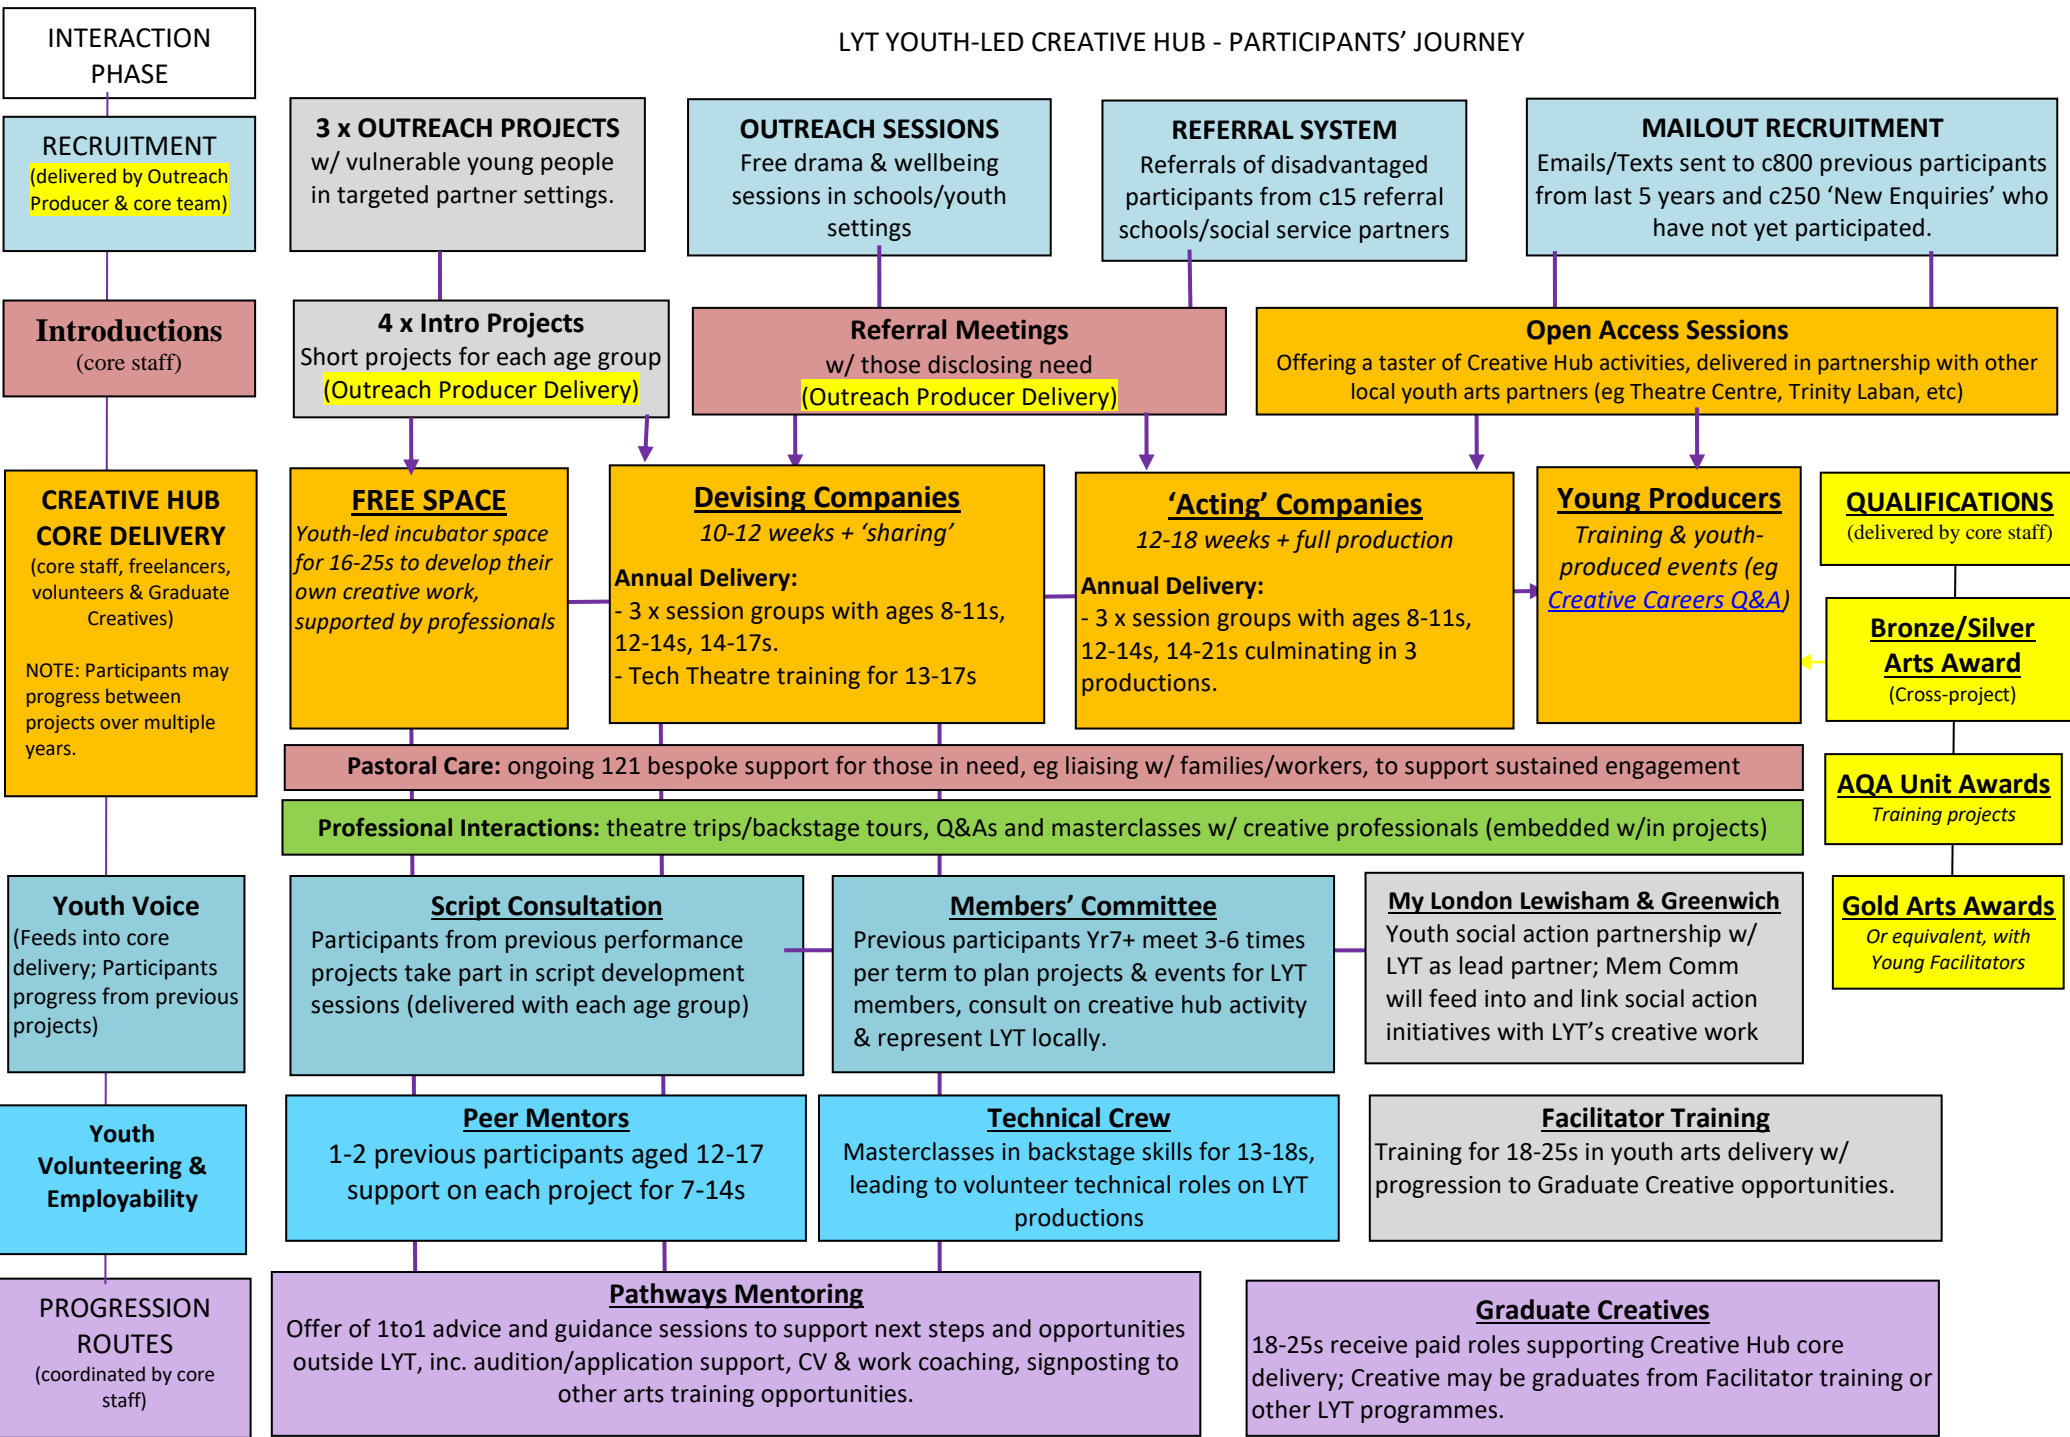 LYT YOUTH-LED CREATIVE HUB - PARTICIPANTS’ JOURNEY
INTERACTION
PHASE
RECRUITMENT
(delivered by Outreach
Producer & core team)
3 x OUTREACH PROJECTS
w/ vulnerable young people
in targeted partner settings.
OUTREACH SESSIONS
Free drama & wellbeing
sessions in schools/youth
settings
REFERRAL SYSTEM
Referrals of disadvantaged
participants from c15 referral
schools/social service partners
MAILOUT RECRUITMENT
Emails/Texts sent to c800 previous participants
from last 5 years and c250 ‘New Enquiries’ who
have not yet participated.
Introductions
(core staff)
4 x Intro Projects
Short projects for each age group
(Outreach Producer Delivery)
Referral Meetings
w/ those disclosing need
(Outreach Producer Delivery)
Open Access Sessions
Offering a taster of Creative Hub activities, delivered in partnership with other
local youth arts partners (eg Theatre Centre, Trinity Laban, etc)
CREATIVE HUB
CORE DELIVERY
(core staff, freelancers,
volunteers & Graduate
Creatives)
NOTE: Participants may
progress between
projects over multiple
years.
FREE SPACE
Youth-led incubator space
for 16-25s to develop their
own creative work,
supported by professionals
Devising Companies
10-12 weeks + ‘sharing’
Annual Delivery:
- 3 x session groups with ages 8-11s,
12-14s, 14-17s.
- Tech Theatre training for 13-17s
‘Acting’ Companies
12-18 weeks + full production
Annual Delivery:
- 3 x session groups with ages 8-11s,
12-14s, 14-21s culminating in 3
productions.
Young Producers
Training & youth-
produced events (eg
Creative Careers Q&A)
QUALIFICATIONS
(delivered by core staff)
Bronze/Silver
Arts Award
(Cross-project)
AQA Unit Awards
Training projects
Gold Arts Awards
Or equivalent, with
Young Facilitators
Pastoral Care: ongoing 121 bespoke support for those in need, eg liaising w/ families/workers, to support sustained engagement
Professional Interactions: theatre trips/backstage tours, Q&As and masterclasses w/ creative professionals (embedded w/in projects)
Youth Voice
(Feeds into core
delivery; Participants
progress from previous
projects)
Script Consultation
Participants from previous performance
projects take part in script development
sessions (delivered with each age group)
Members’ Committee
Previous participants Yr7+ meet 3-6 times
per term to plan projects & events for LYT
members, consult on creative hub activity
& represent LYT locally.
My London Lewisham & Greenwich
Youth social action partnership w/
LYT as lead partner; Mem Comm
will feed into and link social action
initiatives with LYT’s creative work
Youth
Volunteering &
Employability
Peer Mentors
1-2 previous participants aged 12-17
support on each project for 7-14s
Technical Crew
Masterclasses in backstage skills for 13-18s,
leading to volunteer technical roles on LYT
productions
Facilitator Training
Training for 18-25s in youth arts delivery w/
progression to Graduate Creative opportunities.
PROGRESSION
ROUTES
(coordinated by core
staff)
Pathways Mentoring
Offer of 1to1 advice and guidance sessions to support next steps and opportunities
outside LYT, inc. audition/application support, CV & work coaching, signposting to
other arts training opportunities.
Graduate Creatives
18-25s receive paid roles supporting Creative Hub core
delivery; Creative may be graduates from Facilitator training or
other LYT programmes.